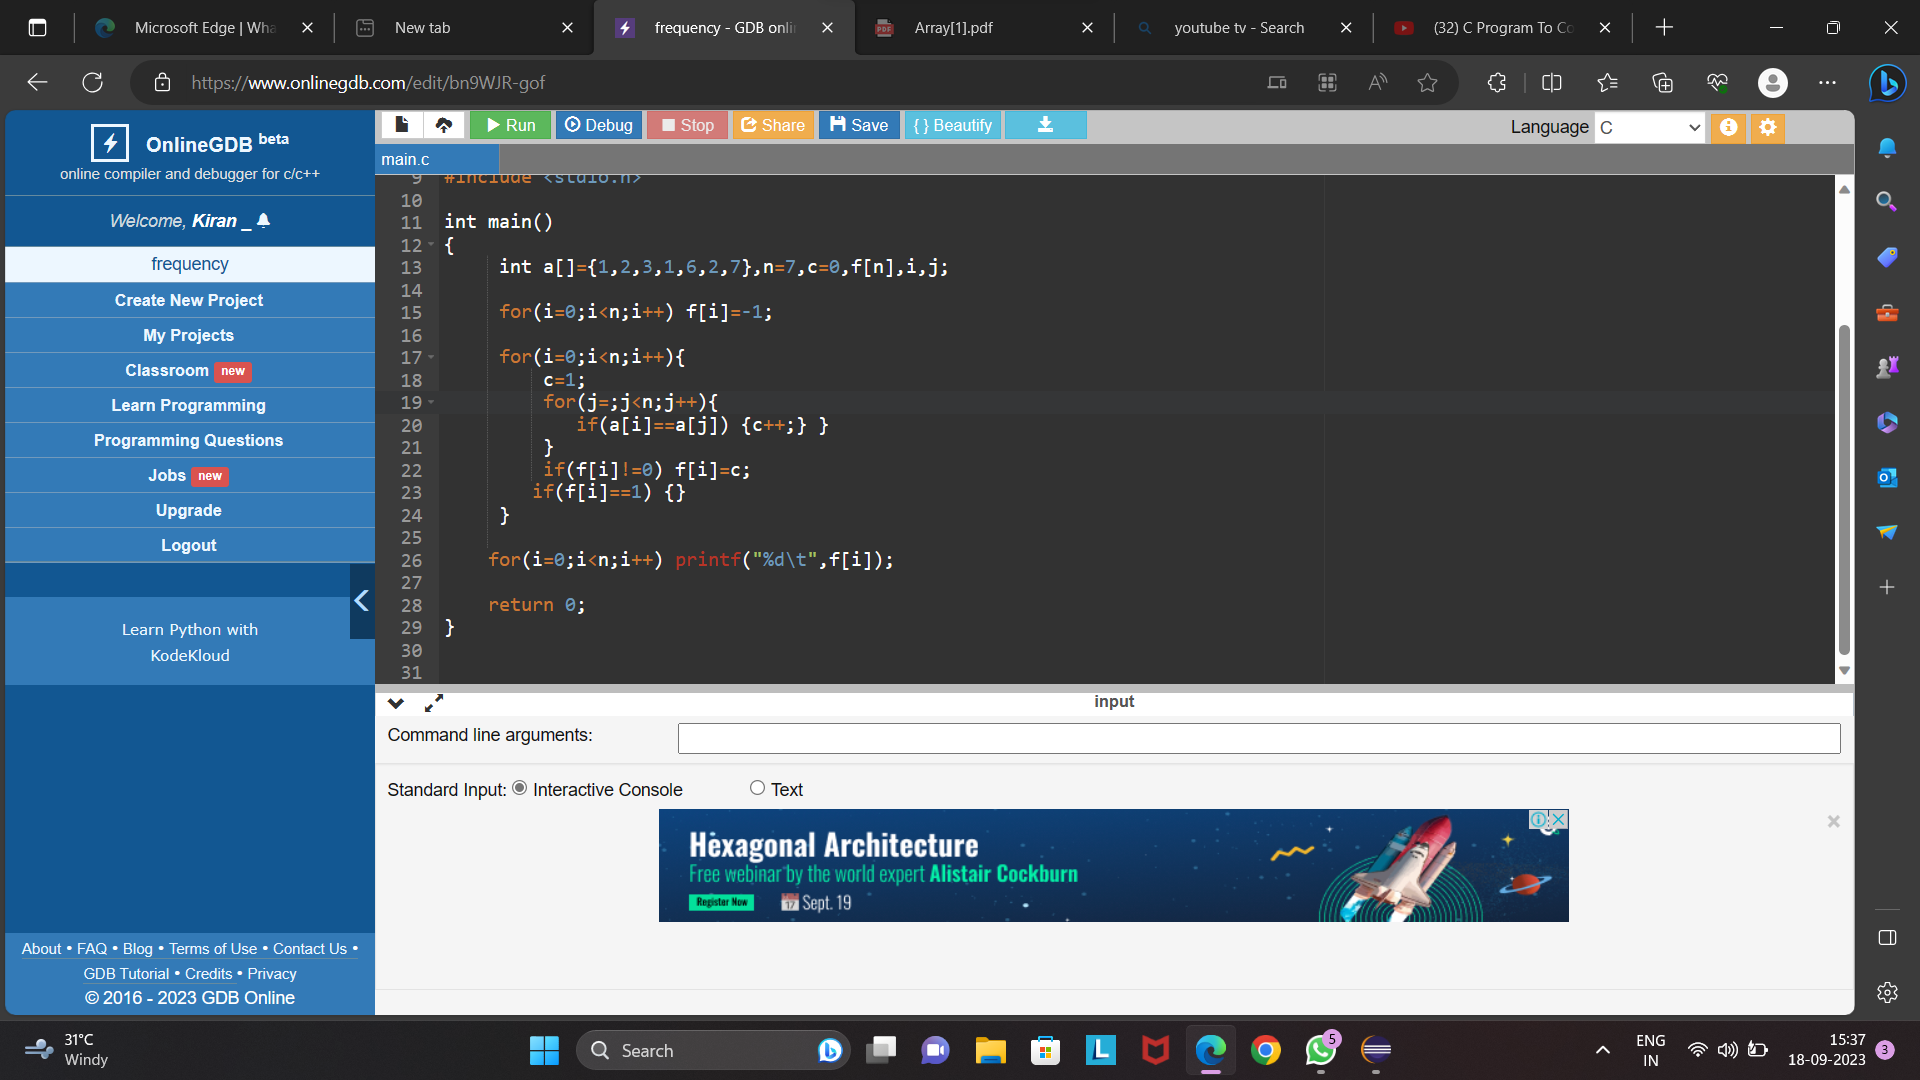 Microsoft Edge | Wha
New tab
frequency - GDB onli
Array[1].pdf
youtube tv - Search
(32) C Program To Co
https://www.onlinegdb.com/edit/bn9WJR-gof
OnlineGDB beta
online compiler and debugger for c/c++
Welcome, Kiran _
frequency
Create New Project
My Projects
Classroom new
Learn Programming
Programming Questions
Jobs new
Upgrade
Logout
Learn Python with
KodeKloud
About • FAQ • Blog • Terms of Use • Contact Us •
GDB Tutorial • Credits • Privacy
© 2016 - 2023 GDB Online
Run Debug Stop Share Save { } Beautify
Language C
main.c
9 #include <stdio.h>
10
11 int main()
12 {
13 int a[]={1,2,3,1,6,2,7},n=7,c=0,f[n],i,j;
14
15 for(i=0;i<n;i++) f[i]=-1;
16
17 for(i=0;i<n;i++){
18 c=1;
19 for(j=;j<n;j++){
20 if(a[i]==a[j]) {c++;} }
21 }
22 if(f[i]!=0) f[i]=c;
23 if(f[i]==1) {}
24 }
25
26 for(i=0;i<n;i++) printf("%d\t",f[i]);
27
28 return 0;
29 }
30
31
input
Command line arguments:
Standard Input: Interactive Console Text
Hexagonal Architecture
Free webinar by the world expert Alistair Cockburn
Register Now 17 Sept. 19
31°C
Windy
Search
5
ENG
IN
15:37
18-09-2023
3